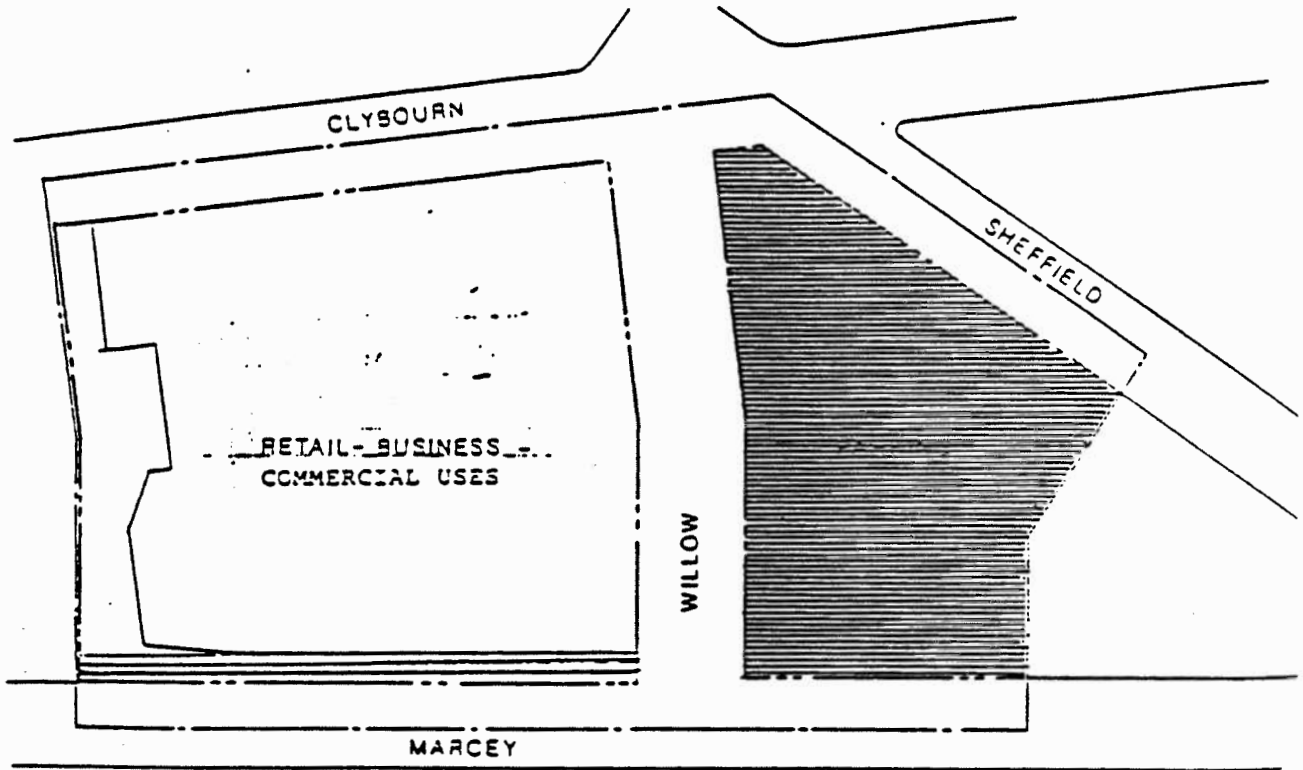 CLYBOURN
SHEFFIELD
RETAIL- BUSINESS -
COMMERCIAL USES
WILLOW
MARCEY